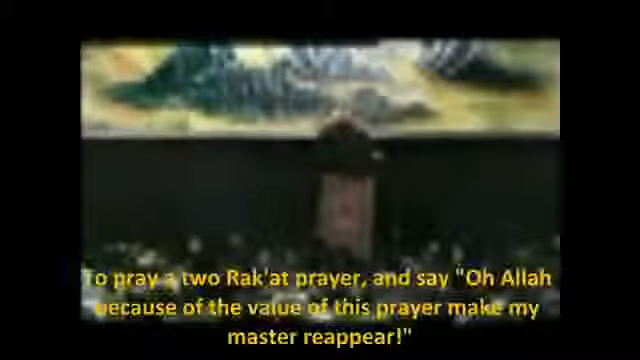 To pray a two Rak'at prayer, and say "Oh Allah
because of the value of this prayer make my
master reappear!"